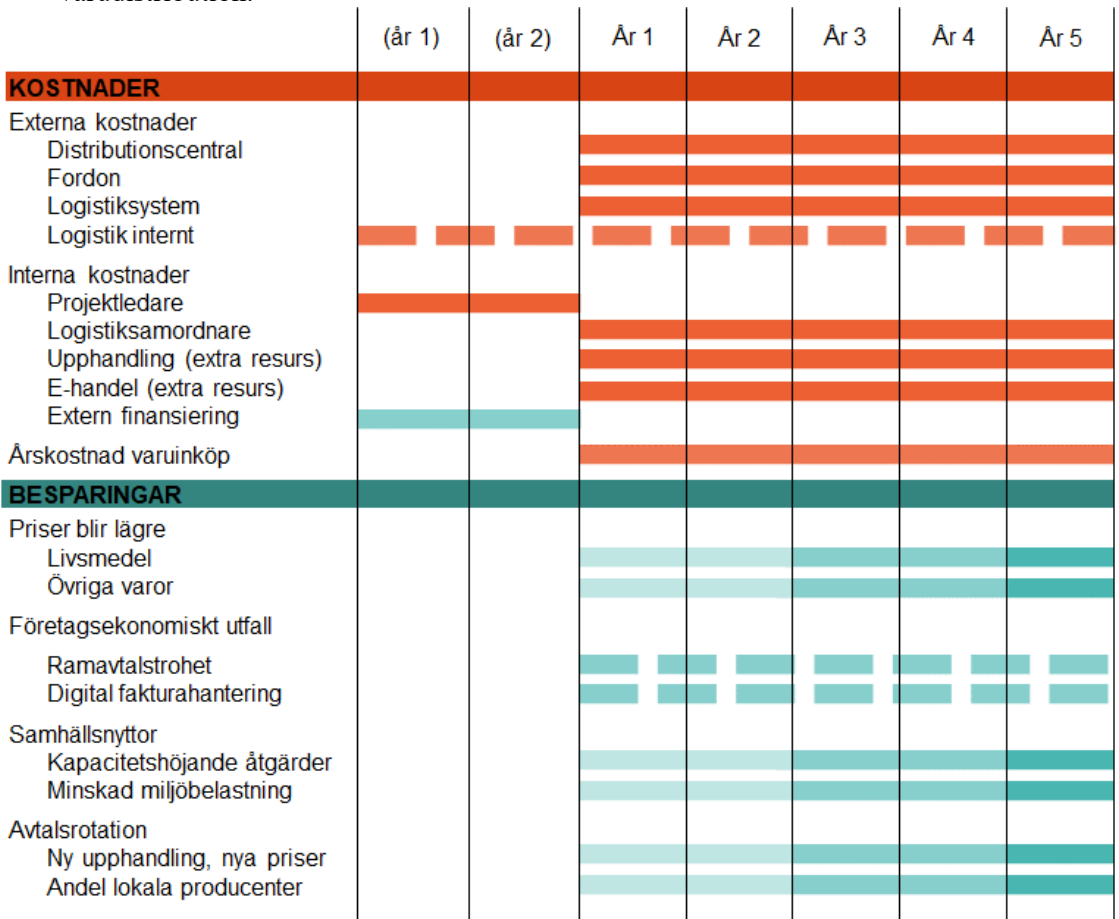 (år 1) (år 2) År 1 År 2 År 3 År 4 År 5
KOSTNADER
Externa kostnader
Distributionscentral
Fordon
Logistiksystem
Logistik internt
Interna kostnader
Projektledare
Logistiksamordnare
Upphandling (extra resurs)
E-handel (extra resurs)
Extern finansiering
Årskostnad varuinköp
BESPARINGAR
Priser blir lägre
Livsmedel
Övriga varor
Företagsekonomiskt utfall
Ramavtalstrohet
Digital fakturahantering
Samhällsnyttor
Kapacitetshöjande åtgärder
Minskad miljöbelastning
Avtalsrotation
Ny upphandling, nya priser
Andel lokala producenter